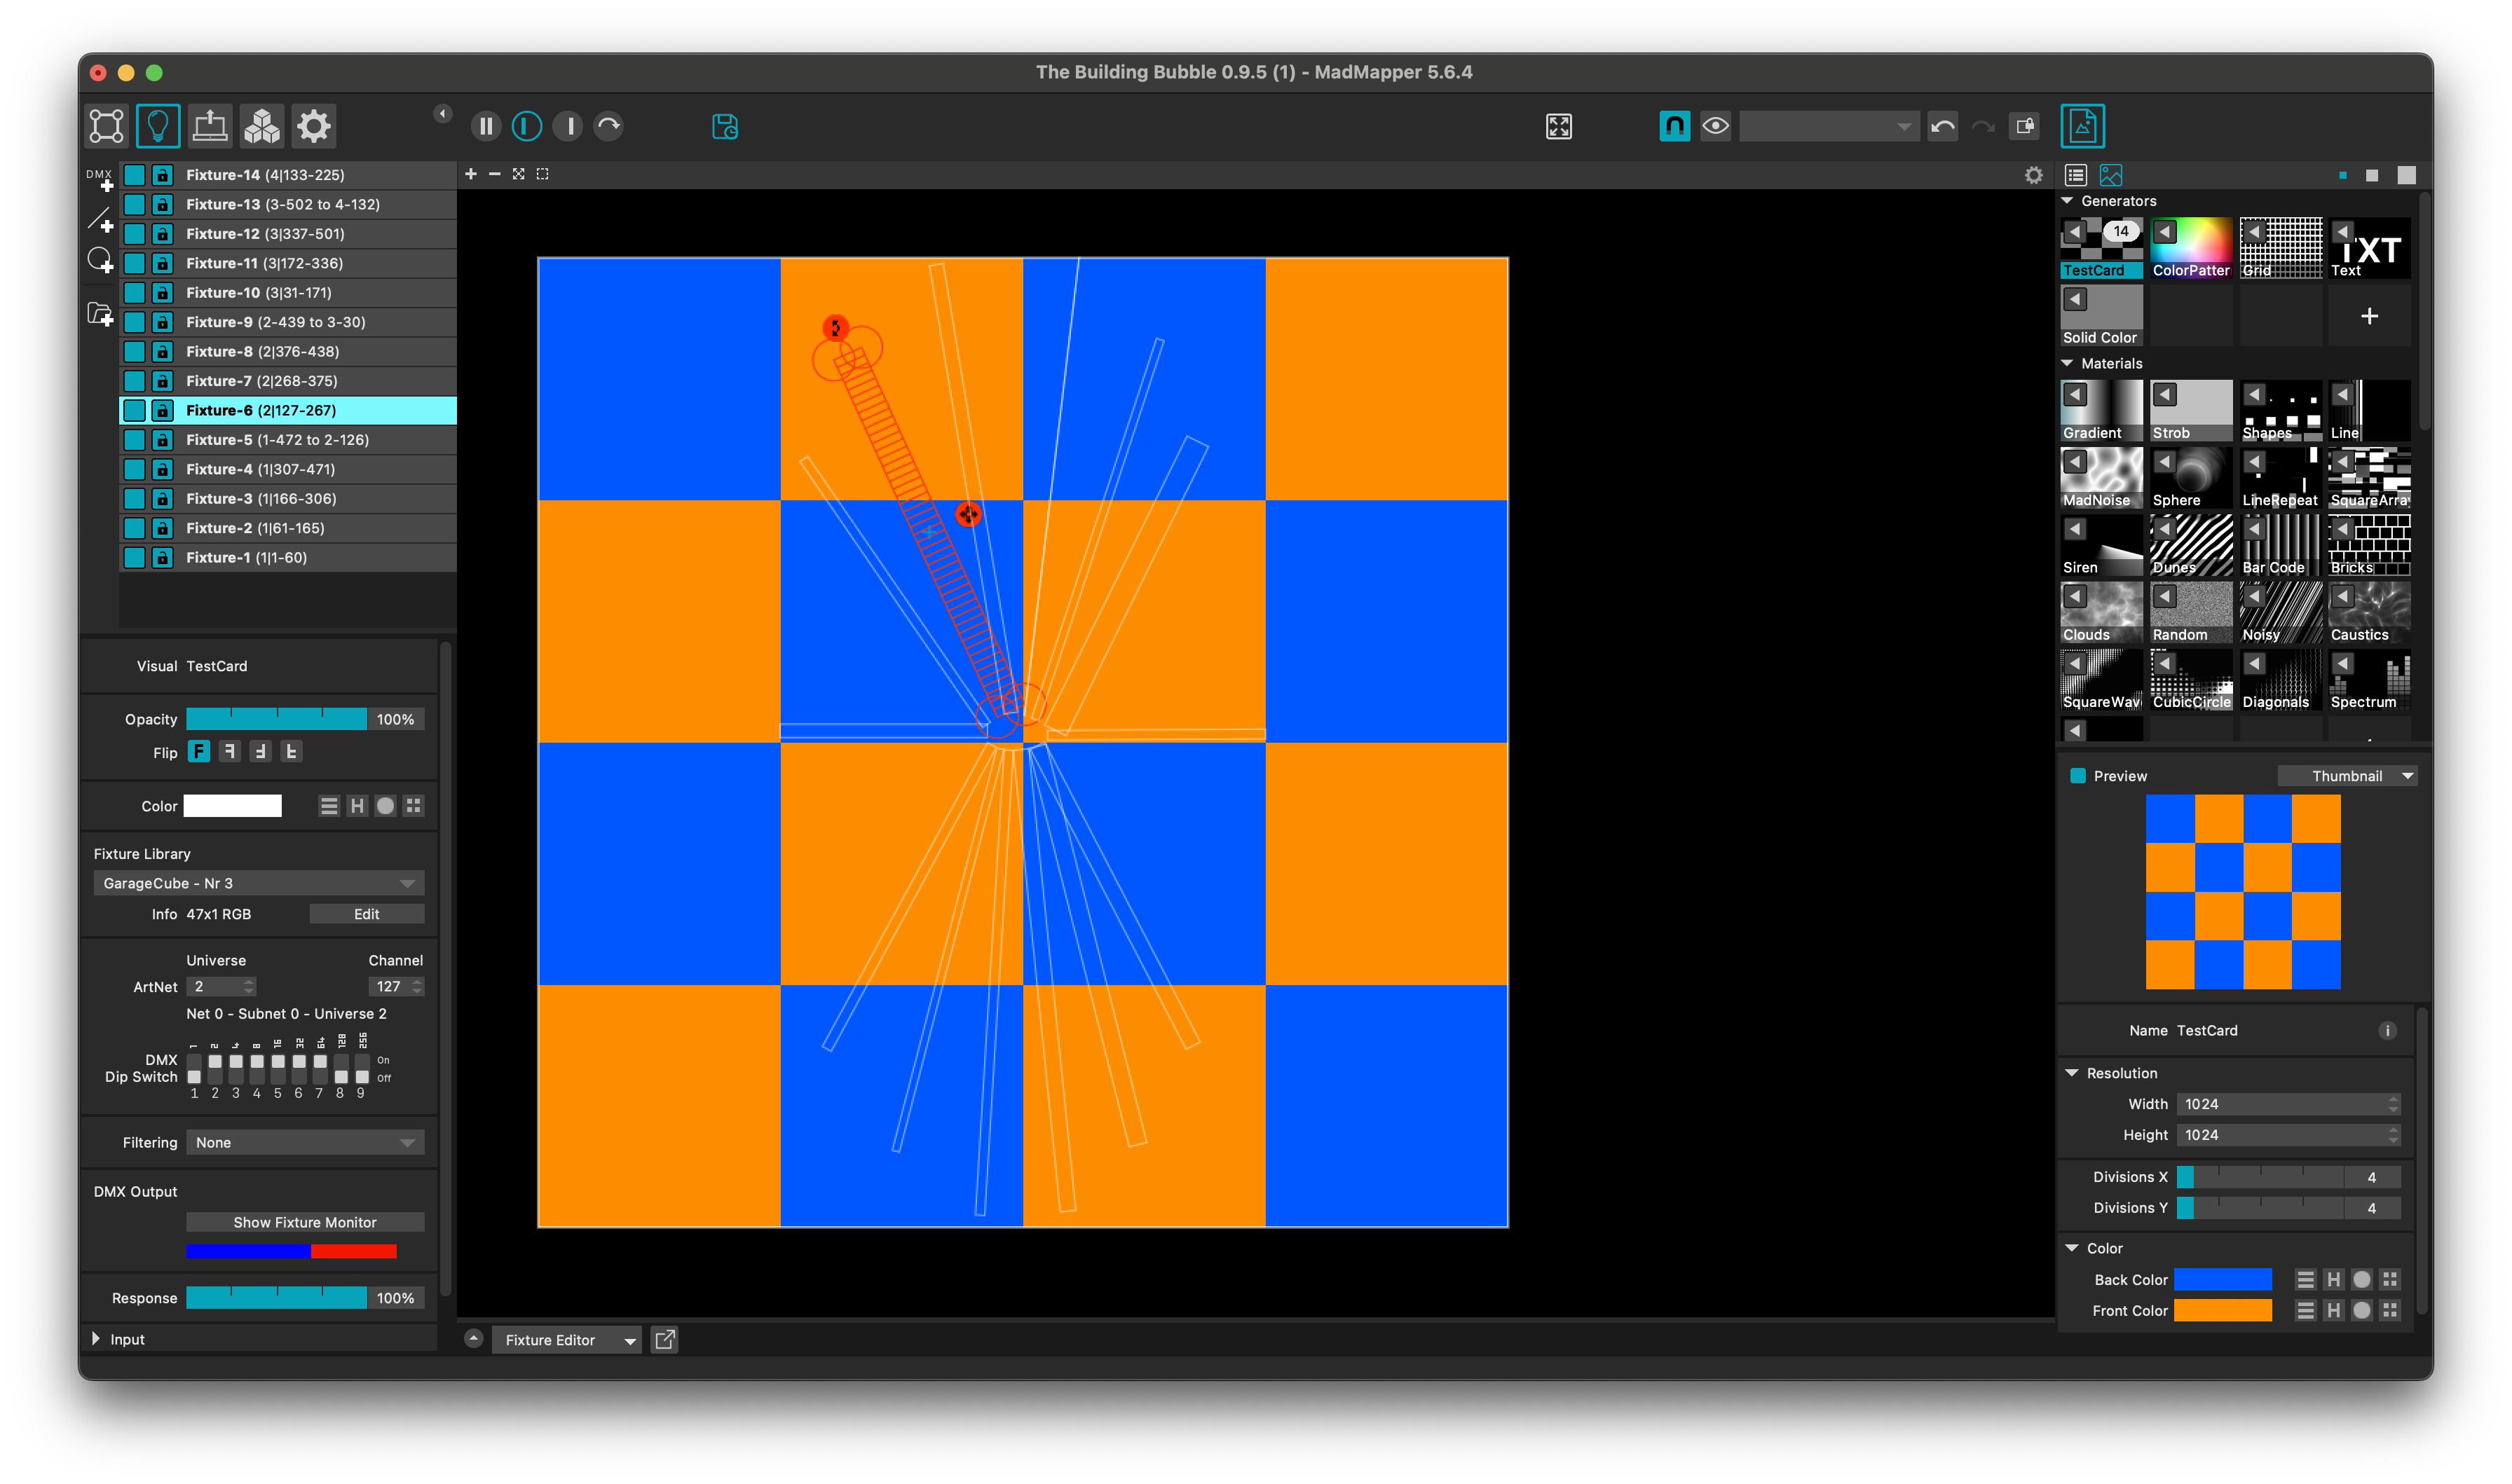 The Building Bubble 0.9.5 (1) - MadMapper 5.6.4
DMX
Fixture-14 (4|133-225)
Fixture-13 (3-502 to 4-132)
Fixture-12 (3|337-501)
Fixture-11 (3|172-336)
Fixture-10 (3|31-171)
Fixture-9 (2-439 to 3-30)
Fixture-8 (2|376-438)
Fixture-7 (2|268-375)
Fixture-6 (2|127-267)
Fixture-5 (1-472 to 2-126)
Fixture-4 (1|307-471)
Fixture-3 (1|166-306)
Fixture-2 (1|61-165)
Fixture-1 (1|1-60)
Visual TestCard
Opacity 100%
Flip F F F F
Color H
Fixture Library
GarageCube - Nr 3
Info 47x1 RGB Edit
Universe Channel
ArtNet 2 127
Net 0 - Subnet 0 - Universe 2
1 2 4 8 16 32 64 128 256
DMX On
Dip Switch Off
1 2 3 4 5 6 7 8 9
Filtering None
DMX Output
Show Fixture Monitor
Response 100%
Input
Fixture Editor
Generators
14 TXT
TestCard ColorPatter Grid Text
Solid Color
Materials
Gradient Strob Shapes Line
MadNoise Sphere LineRepeat SquareArra
Siren Dunes Bar Code Bricks
Clouds Random Noisy Caustics
SquareWav CubicCircle Diagonals Spectrum
Preview Thumbnail
Name TestCard i
Resolution
Width 1024
Height 1024
Divisions X 4
Divisions Y 4
Color
Back Color H
Front Color H